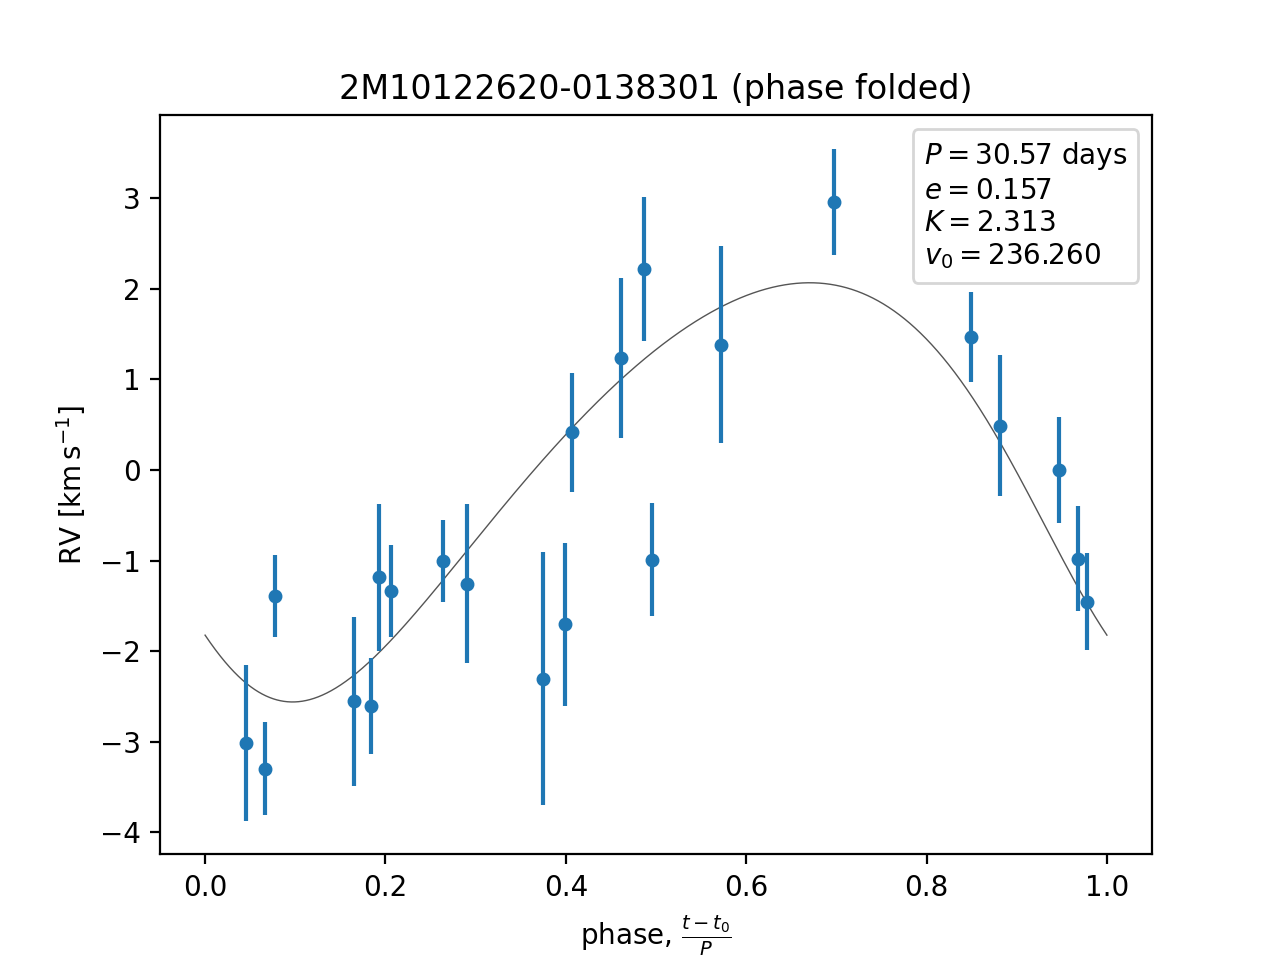 2M10122620-0138301 (phase folded)
P = 30.57 days
e = 0.157
K = 2.313
v₀ = 236.260
RV [km s⁻¹]
3
2
1
0
−1
−2
−3
−4
0.0 0.2 0.4 0.6 0.8 1.0
phase, (t − t₀)/P